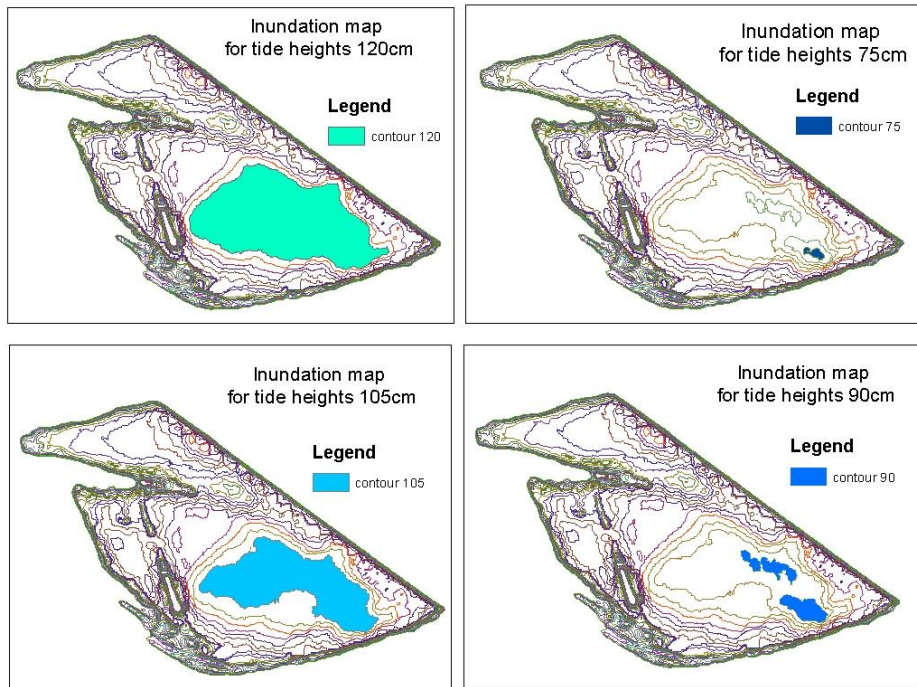 Inundation map
for tide heights 120cm
Legend
contour 120
Inundation map
for tide heights 75cm
Legend
contour 75
Inundation map
for tide heights 105cm
Legend
contour 105
Inundation map
for tide heights 90cm
Legend
contour 90